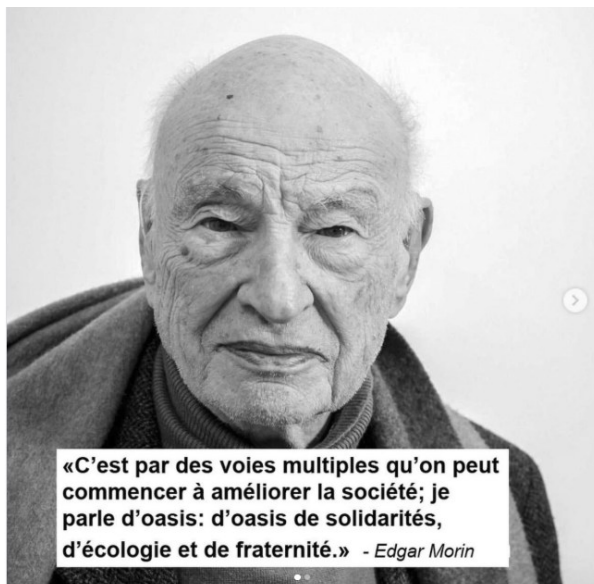 «C’est par des voies multiples qu’on peut
commencer à améliorer la société; je
parle d’oasis: d’oasis de solidarités,
d’écologie et de fraternité.» - Edgar Morin